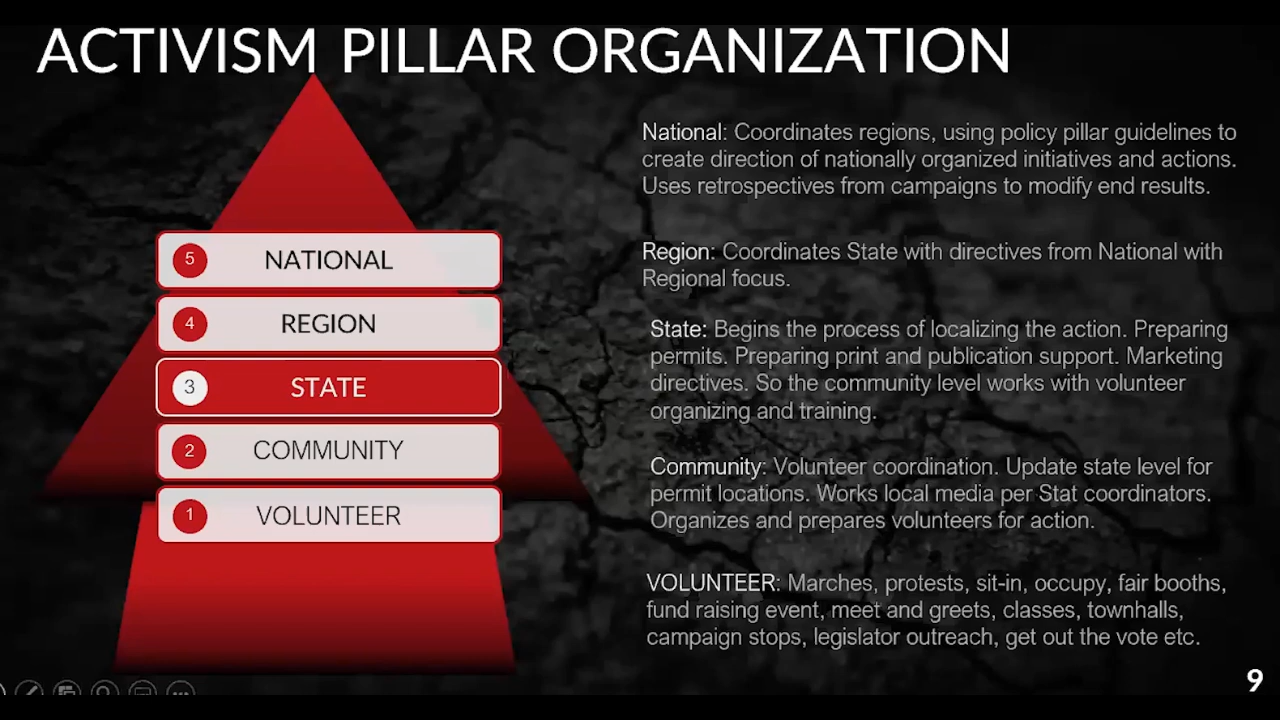 ACTIVISM PILLAR ORGANIZATION
5 NATIONAL
4 REGION
3 STATE
2 COMMUNITY
1 VOLUNTEER
National: Coordinates regions, using policy pillar guidelines to
create direction of nationally organized initiatives and actions.
Uses retrospectives from campaigns to modify end results.
Region: Coordinates State with directives from National with
Regional focus.
State: Begins the process of localizing the action. Preparing
permits. Preparing print and publication support. Marketing
directives. So the community level works with volunteer
organizing and training.
Community: Volunteer coordination. Update state level for
permit locations. Works local media per Stat coordinators.
Organizes and prepares volunteers for action.
VOLUNTEER: Marches, protests, sit-in, occupy, fair booths,
fund raising event, meet and greets, classes, townhalls,
campaign stops, legislator outreach, get out the vote etc.
9